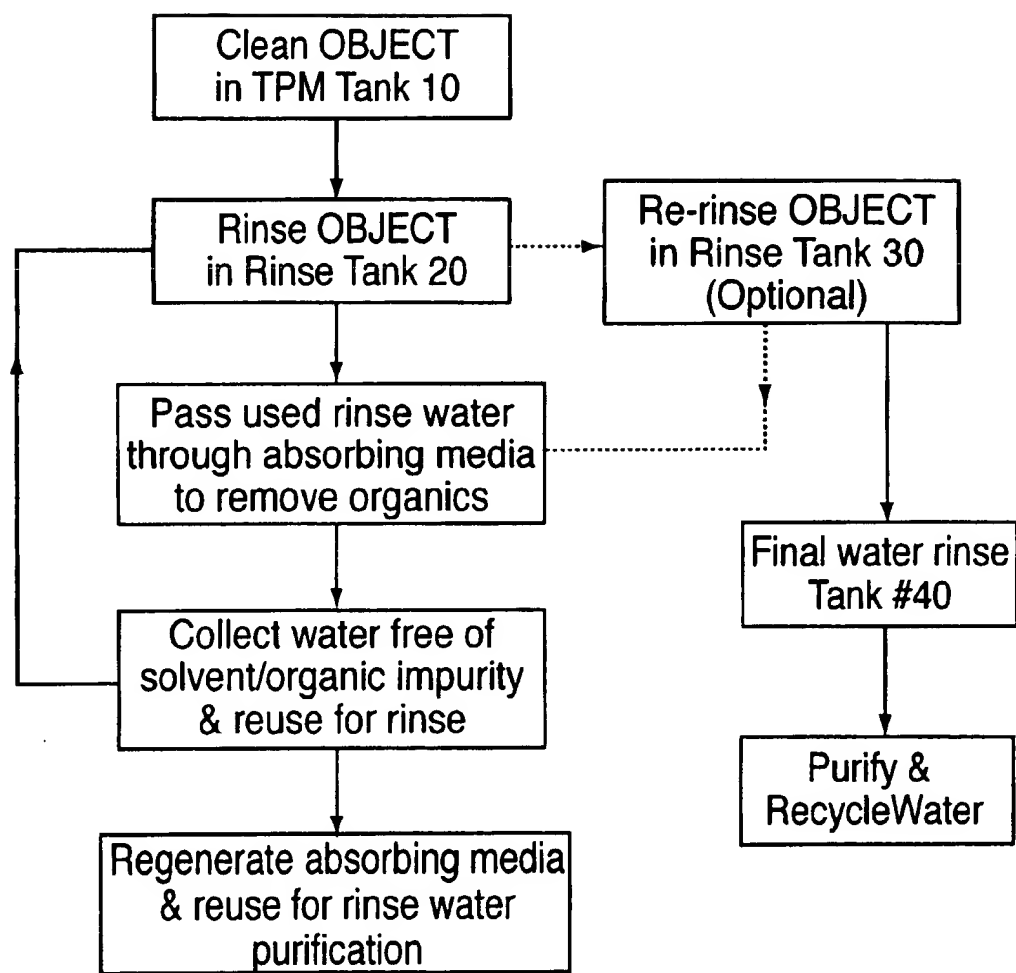 Clean OBJECT
in TPM Tank 10
Rinse OBJECT
in Rinse Tank 20
Re-rinse OBJECT
in Rinse Tank 30
(Optional)
Pass used rinse water
through absorbing media
to remove organics
Final water rinse
Tank #40
Collect water free of
solvent/organic impurity
& reuse for rinse
Purify &
RecycleWater
Regenerate absorbing media
& reuse for rinse water
purification